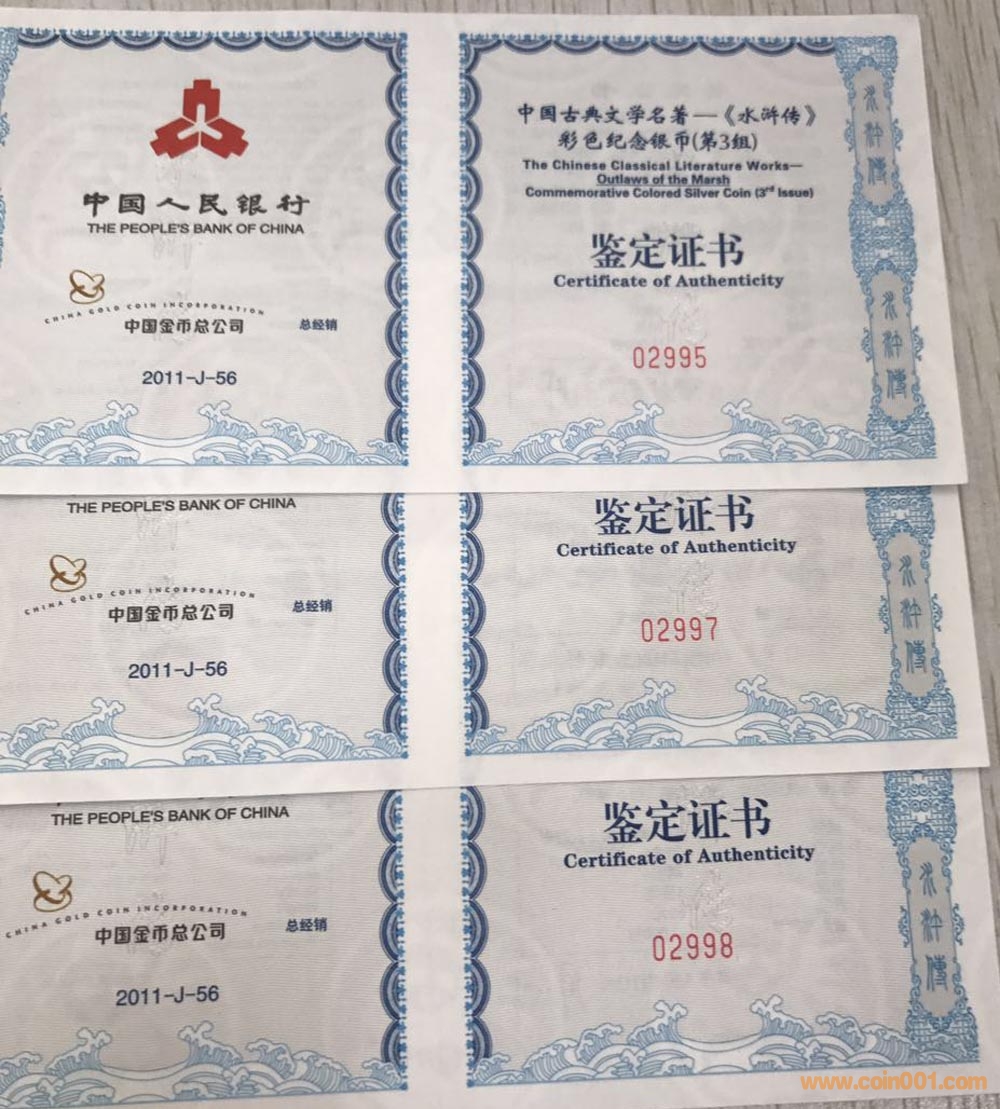 中国人民银行
THE PEOPLE'S BANK OF CHINA
CHINA GOLD COIN INCORPORATION
中国金币总公司 总经销
2011-J-56
中国古典文学名著—《水浒传》
彩色纪念银币(第3组)
The Chinese Classical Literature Works—
Outlaws of the Marsh
Commemorative Colored Silver Coin (3rd Issue)
鉴定证书
Certificate of Authenticity
02995
水浒傳
水浒傳
THE PEOPLE'S BANK OF CHINA
CHINA GOLD COIN INCORPORATION
中国金币总公司 总经销
2011-J-56
鉴定证书
Certificate of Authenticity
02997
水浒傳
THE PEOPLE'S BANK OF CHINA
CHINA GOLD COIN INCORPORATION
中国金币总公司 总经销
2011-J-56
鉴定证书
Certificate of Authenticity
02998
水浒傳
www.coin001.com